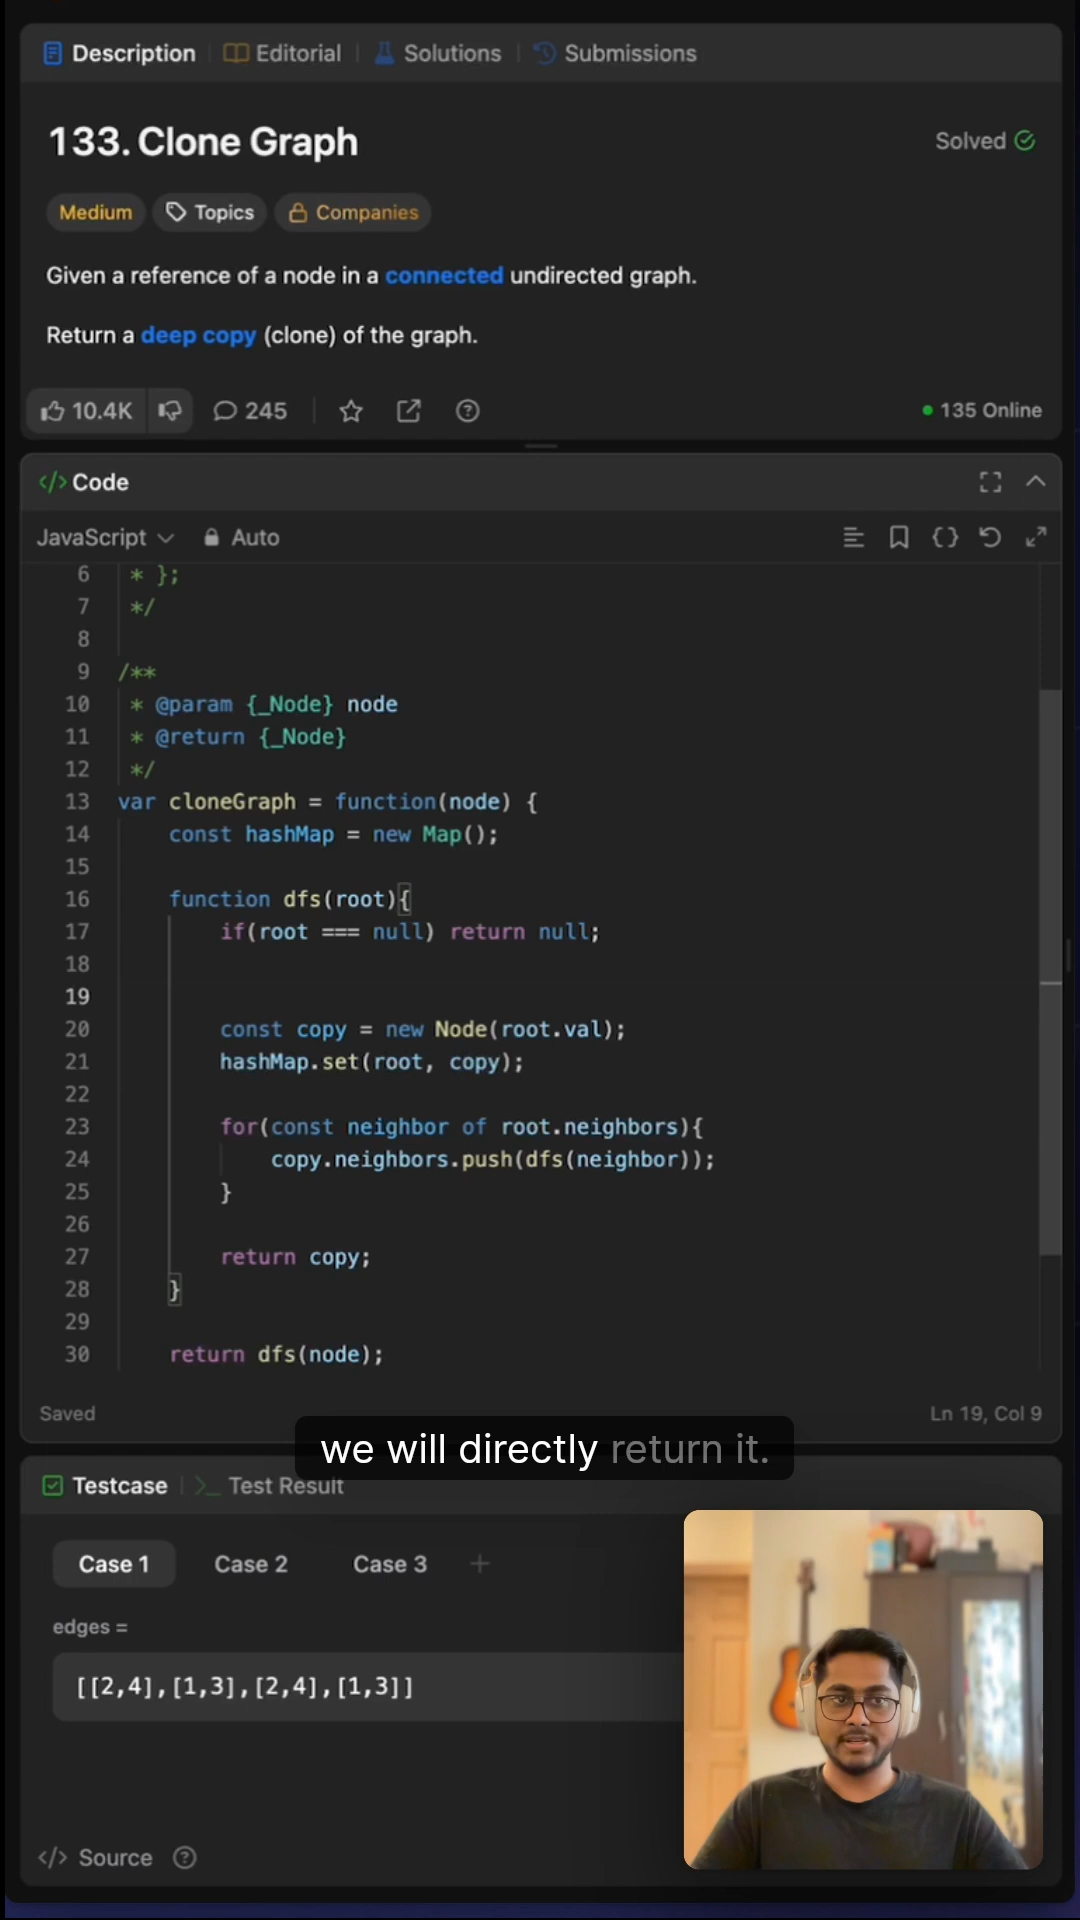 Description | Editorial | Solutions | Submissions
133. Clone Graph
Solved
Medium Topics Companies
Given a reference of a node in a connected undirected graph.
Return a deep copy (clone) of the graph.
10.4K 245 135 Online
</> Code
JavaScript Auto
6 * };
7 */
8
9 /**
10 * @param {_Node} node
11 * @return {_Node}
12 */
13 var cloneGraph = function(node) {
14 const hashMap = new Map();
15
16 function dfs(root){
17 if(root === null) return null;
18
19
20 const copy = new Node(root.val);
21 hashMap.set(root, copy);
22
23 for(const neighbor of root.neighbors){
24 copy.neighbors.push(dfs(neighbor));
25 }
26
27 return copy;
28 }
29
30 return dfs(node);
Saved Ln 19, Col 9
we will directly return it.
Testcase | >_ Test Result
Case 1 Case 2 Case 3 +
edges =
[[2,4],[1,3],[2,4],[1,3]]
</> Source